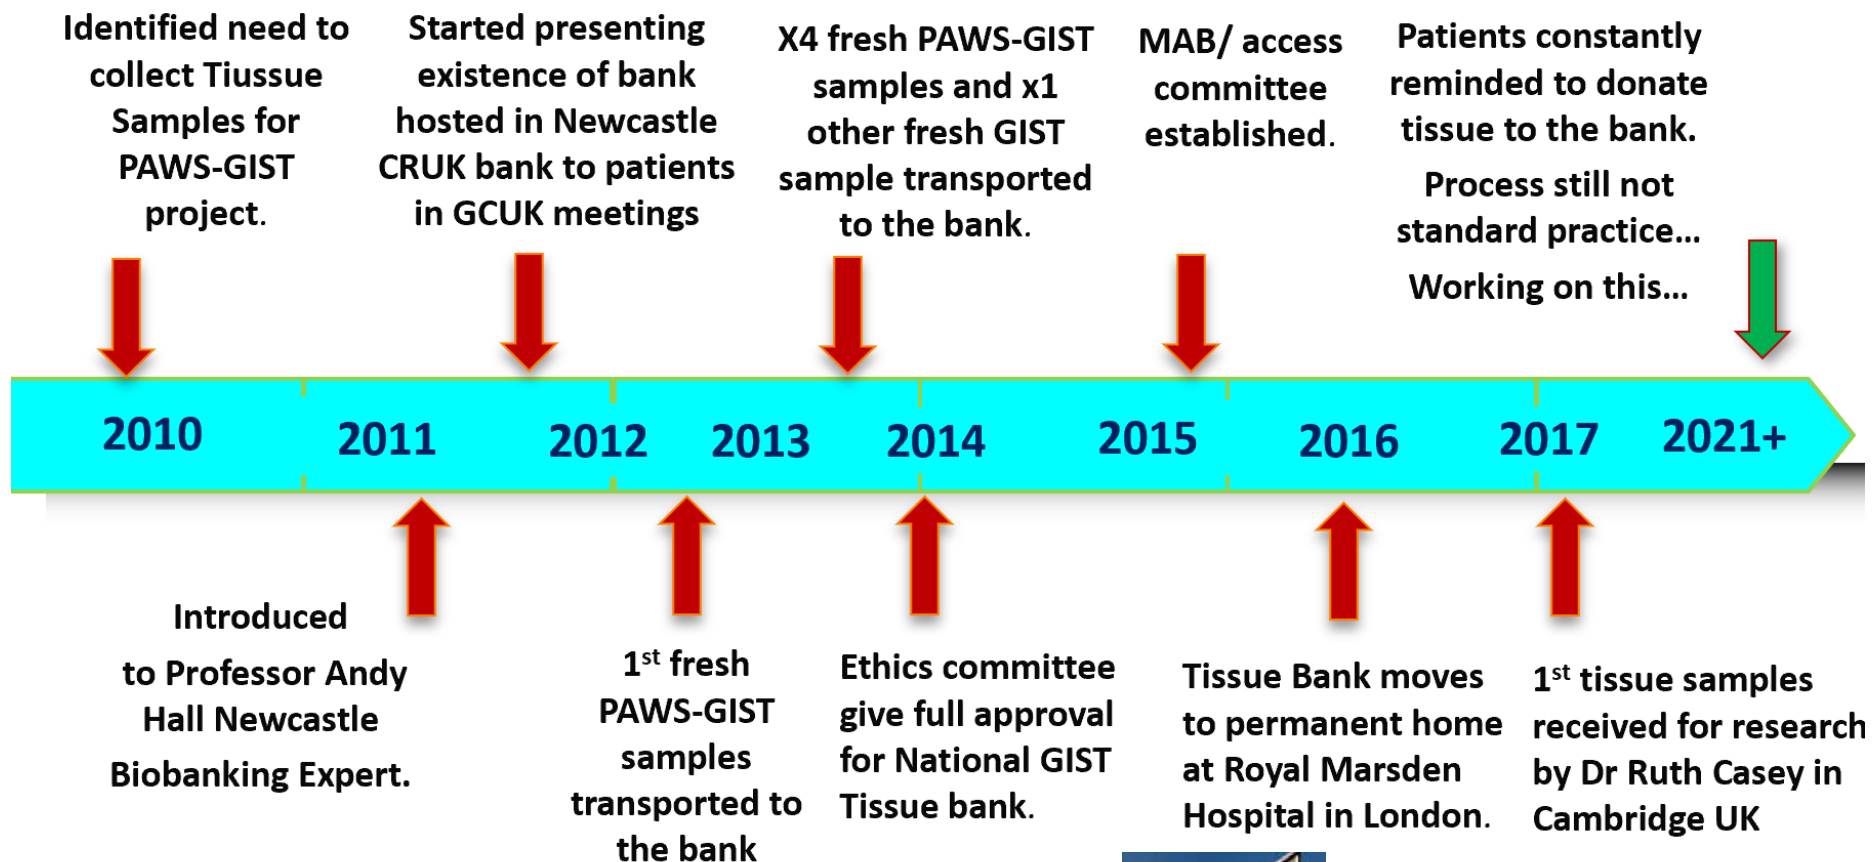 Identified need to
collect Tiussue
Samples for
PAWS-GIST
project.
Started presenting
existence of bank
hosted in Newcastle
CRUK bank to patients
in GCUK meetings
X4 fresh PAWS-GIST
samples and x1
other fresh GIST
sample transported
to the bank.
MAB/ access
committee
established.
Patients constantly
reminded to donate
tissue to the bank.
Process still not
standard practice...
Working on this...
2010
2011
2012
2013
2014
2015
2016
2017
2021+
Introduced
to Professor Andy
Hall Newcastle
Biobanking Expert.
1st fresh
PAWS-GIST
samples
transported to
the bank
Ethics committee
give full approval
for National GIST
Tissue bank.
Tissue Bank moves
to permanent home
at Royal Marsden
Hospital in London.
1st tissue samples
received for research
by Dr Ruth Casey in
Cambridge UK